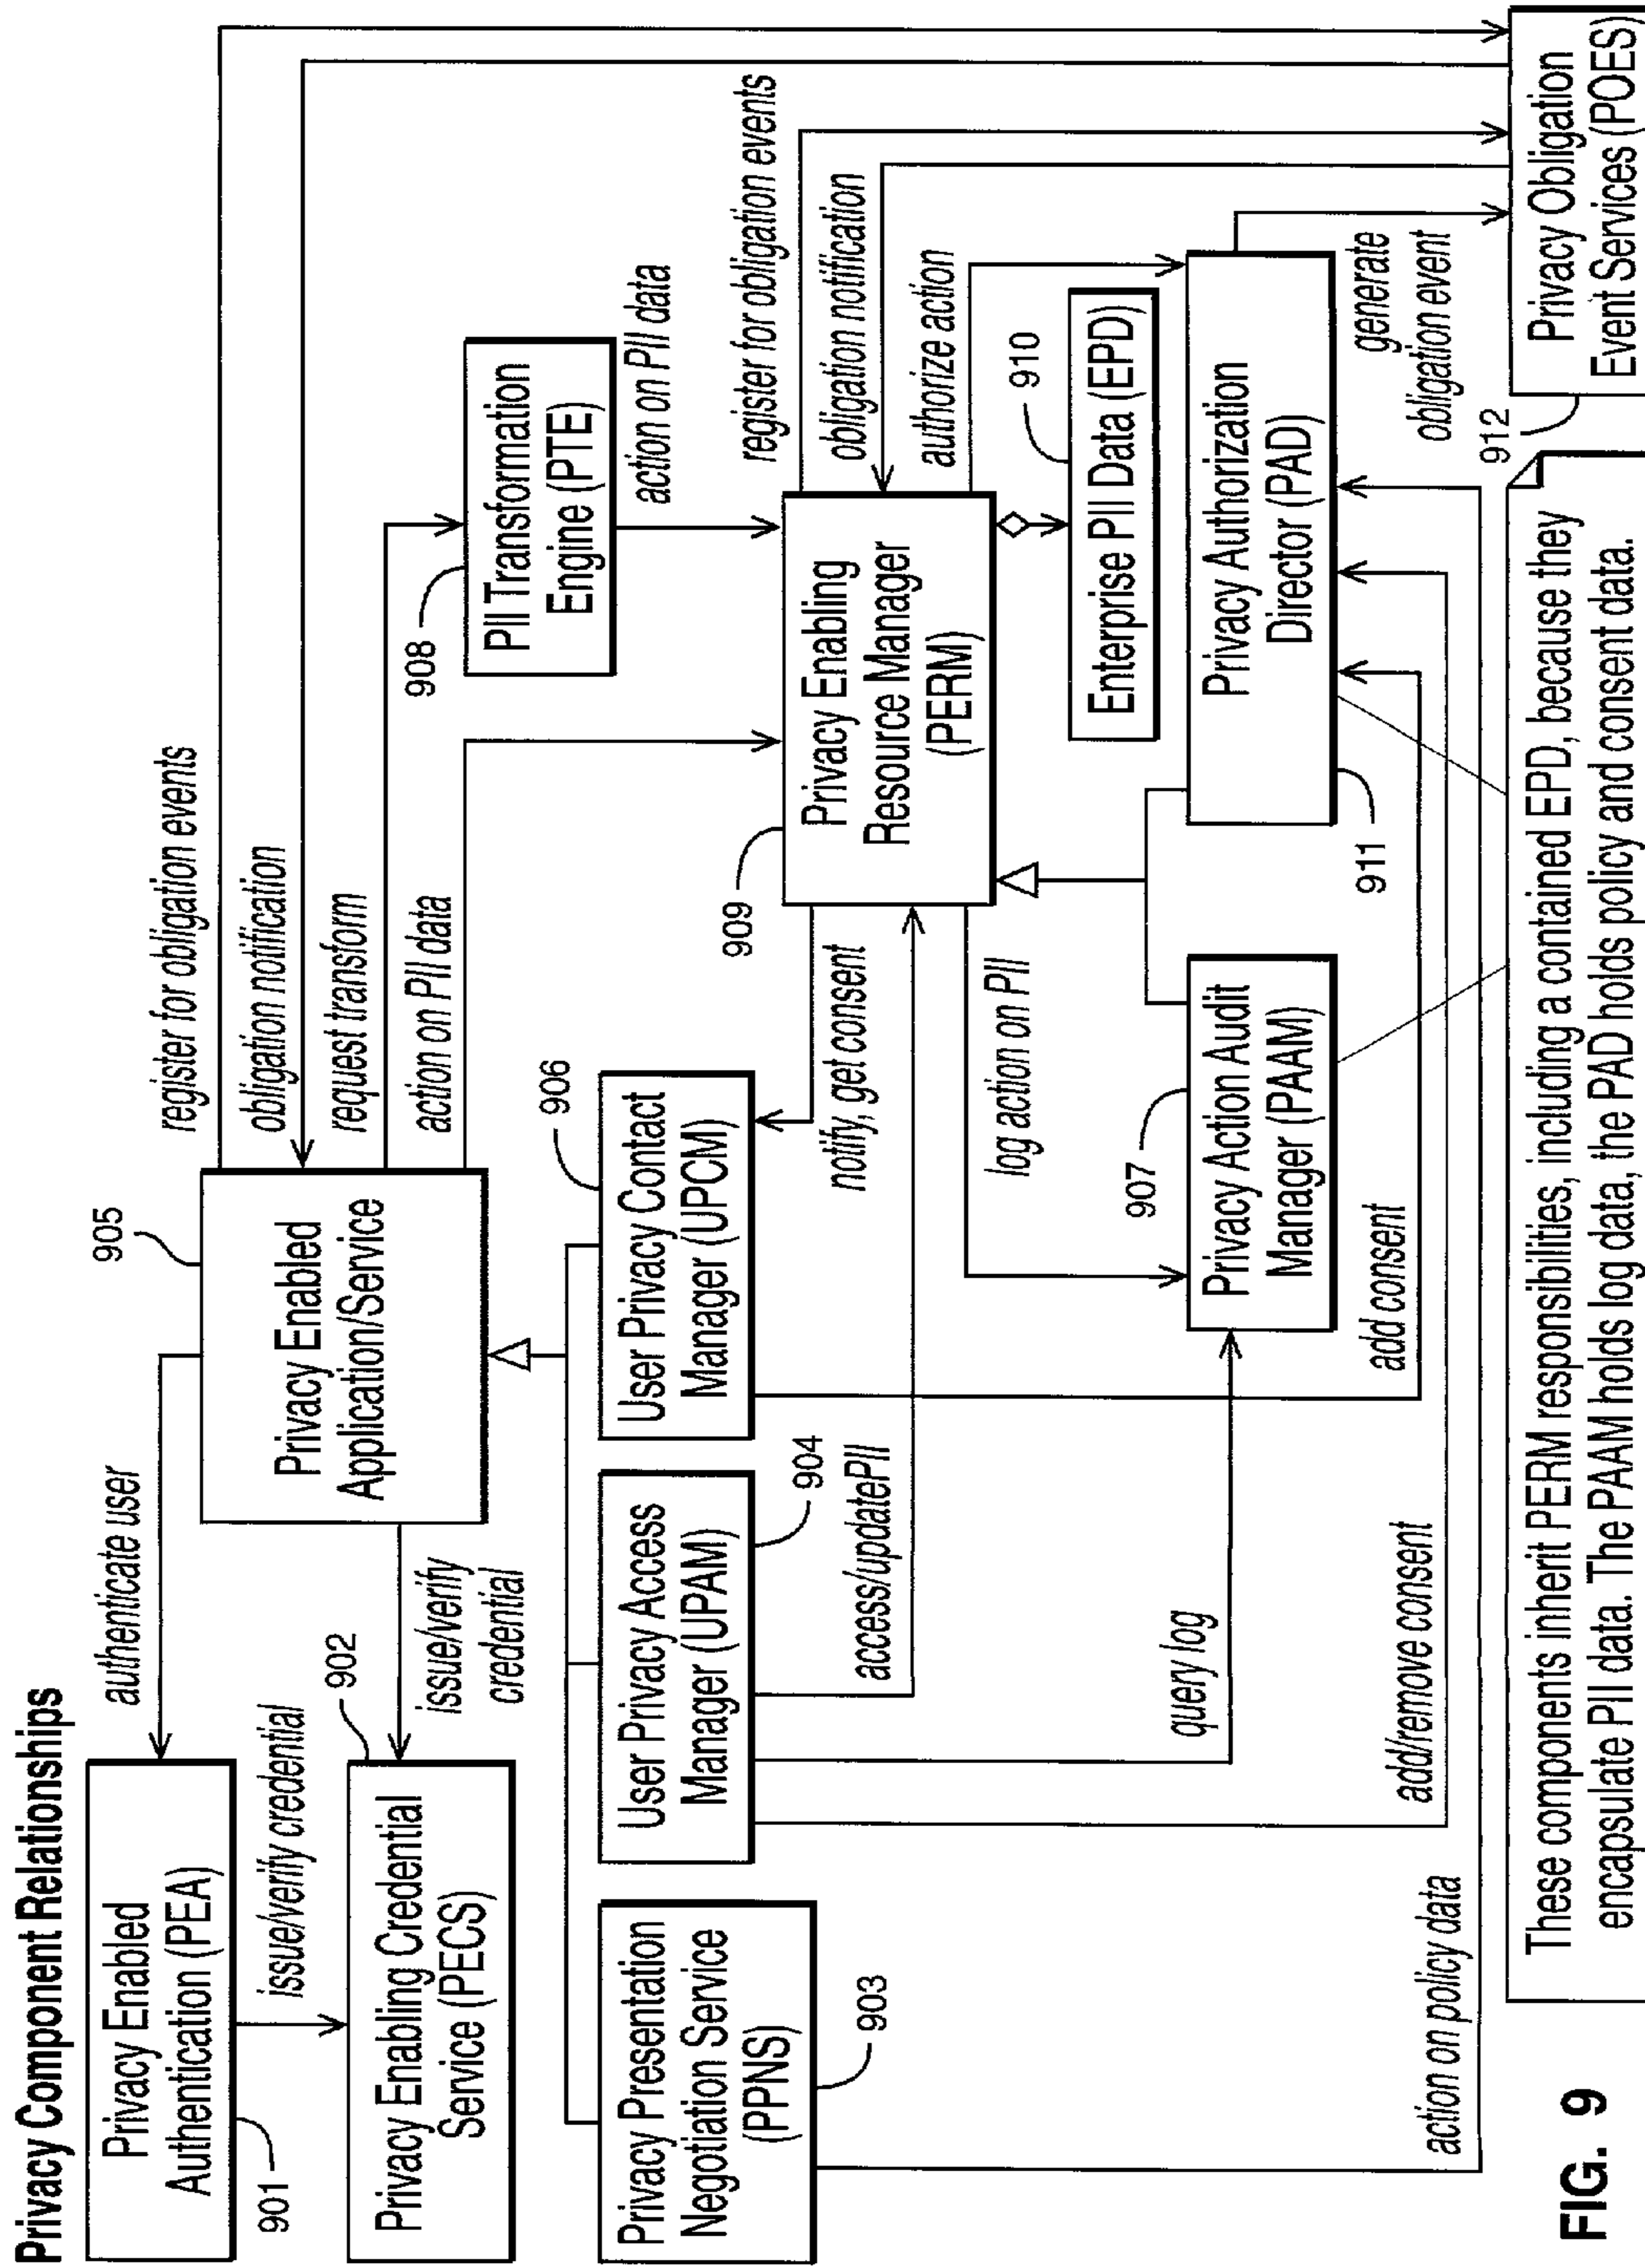 Privacy Component Relationships
Privacy Enabled
Authentication (PEA)
901
authenticate user
issue/verify credential
Privacy Enabling Credential
Service (PECS)
902
issue/verify
credential
905
Privacy Enabled
Application/Service
register for obligation events
obligation notification
request transform
action on PII data
908
PII Transformation
Engine (PTE)
action on PII data
Privacy Presentation
Negotiation Service
(PPNS)
903
User Privacy Access
Manager (UPAM)
904
User Privacy Contact
Manager (UPCM)
906
access/updatePII
notify, get consent
log action on PII
909
Privacy Enabling
Resource Manager
(PERM)
register for obligation events
obligation notification
authorize action
910
Enterprise PII Data (EPD)
query log
907
Privacy Action Audit
Manager (PAAM)
911
Privacy Authorization
Director (PAD)
generate
obligation event
add consent
add/remove consent
action on policy data
912
Privacy Obligation
Event Services (POES)
These components inherit PERM responsibilities, including a contained EPD, because they
encapsulate PII data. The PAAM holds log data, the PAD holds policy and consent data.
FIG. 9